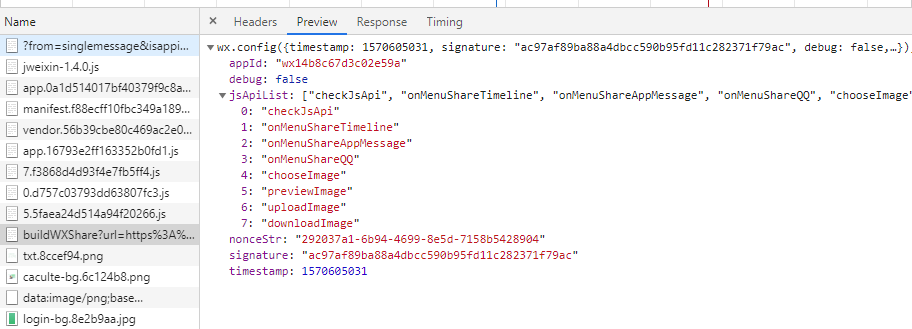 Name
?from=singlemessage&isappi...
jweixin-1.4.0.js
app.0a1d514017bf40379f9c8a...
manifest.f88ecff10fbc349a189...
vendor.56b39cbe80c469ac2e0...
app.16793e2ff163352b0fd1.js
7.f3868d4d93f4e7fb5ff4.js
0.d757c03793dd63807fc3.js
5.5faea24d514a94f20266.js
buildWXShare?url=https%3A%...
txt.8ccef94.png
caculte-bg.6c124b8.png
data:image/png;base...
login-bg.8e2b9aa.jpg
× Headers Preview Response Timing
▼wx.config({timestamp: 1570605031, signature: "ac97af89ba88a4dbcc590b95fd11c282371f79ac", debug: false,…})
appId: "wx14b8c67d3c02e59a"
debug: false
▼jsApiList: ["checkJsApi", "onMenuShareTimeline", "onMenuShareAppMessage", "onMenuShareQQ", "chooseImage"
0: "checkJsApi"
1: "onMenuShareTimeline"
2: "onMenuShareAppMessage"
3: "onMenuShareQQ"
4: "chooseImage"
5: "previewImage"
6: "uploadImage"
7: "downloadImage"
nonceStr: "292037a1-6b94-4699-8e5d-7158b5428904"
signature: "ac97af89ba88a4dbcc590b95fd11c282371f79ac"
timestamp: 1570605031